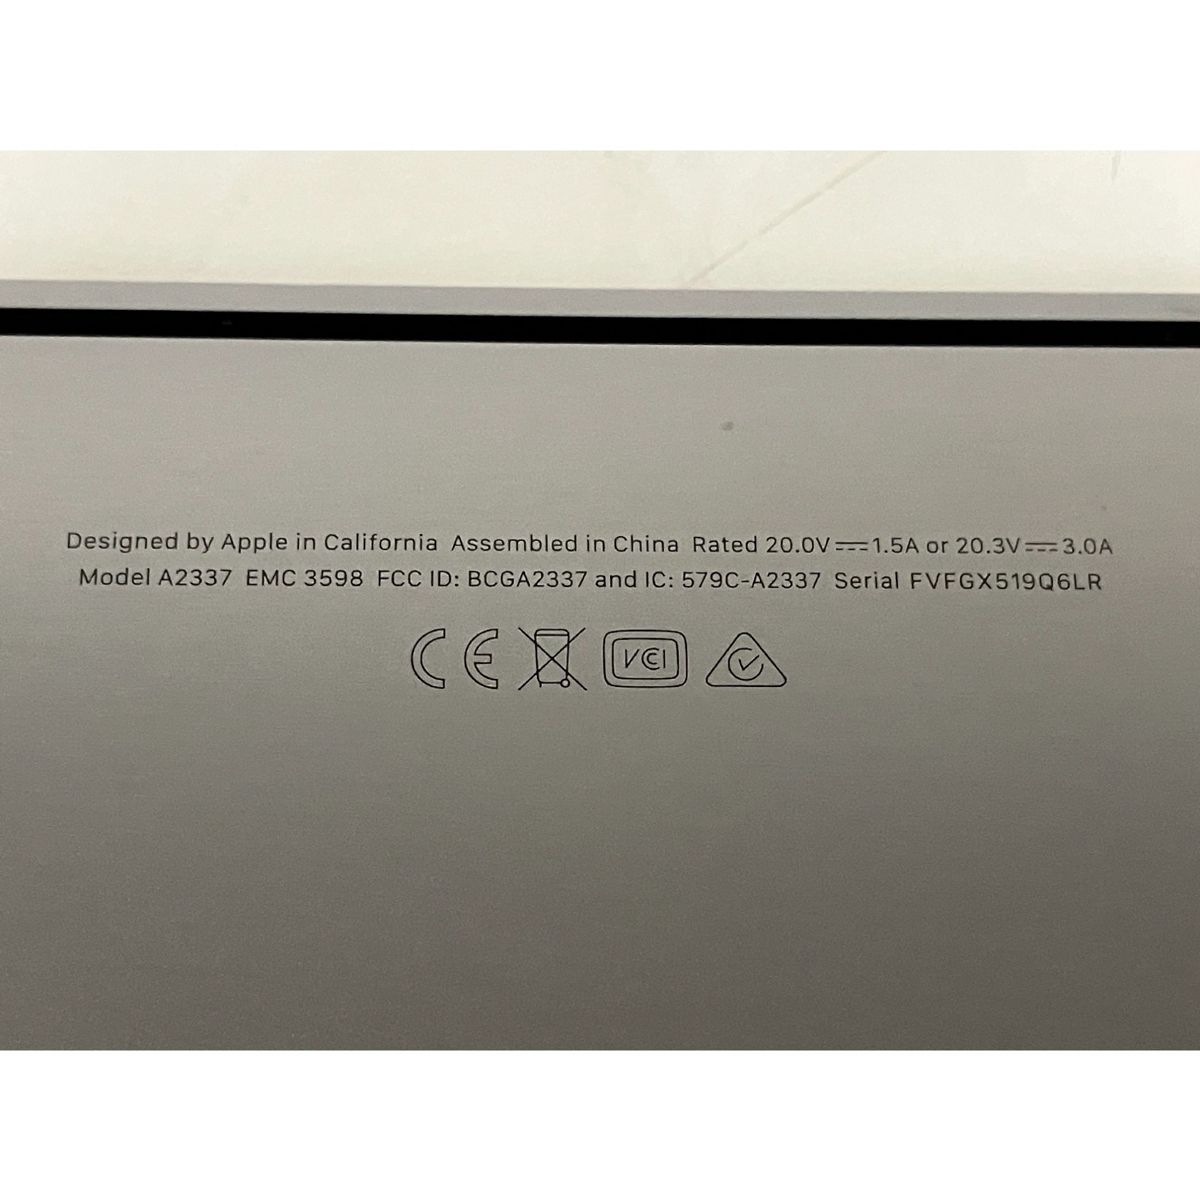 Designed by Apple in California Assembled in China Rated 20.0V⎓1.5A or 20.3V⎓3.0A
Model A2337 EMC 3598 FCC ID: BCGA2337 and IC: 579C-A2337 Serial FVFGX519Q6LR
CE VCI